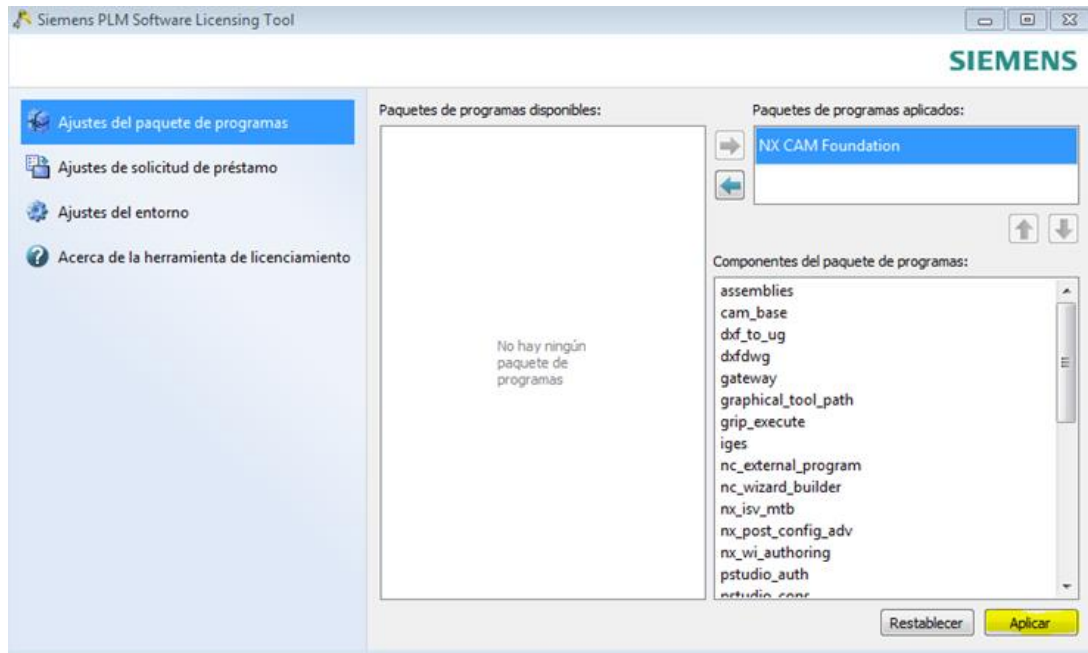 Siemens PLM Software Licensing Tool
SIEMENS
Ajustes del paquete de programas
Ajustes de solicitud de préstamo
Ajustes del entorno
Acerca de la herramienta de licenciamiento
Paquetes de programas disponibles:
No hay ningún
paquete de
programas
Paquetes de programas aplicados:
NX CAM Foundation
Componentes del paquete de programas:
assemblies
cam_base
dxf_to_ug
dxfdwg
gateway
graphical_tool_path
grip_execute
iges
nc_external_program
nc_wizard_builder
nx_isv_mtb
nx_post_config_adv
nx_wi_authoring
pstudio_auth
Restablecer
Aplicar